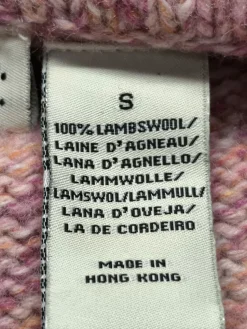 S
100% LAMBSWOOL/
LAINE D'AGNEAU/
LANA D'AGNELLO/
LAMMWOLLE/
LAMSWOL/LAMMULL/
LANA D'OVEJA/
LA DE CORDEIRO
MADE IN
HONG KONG